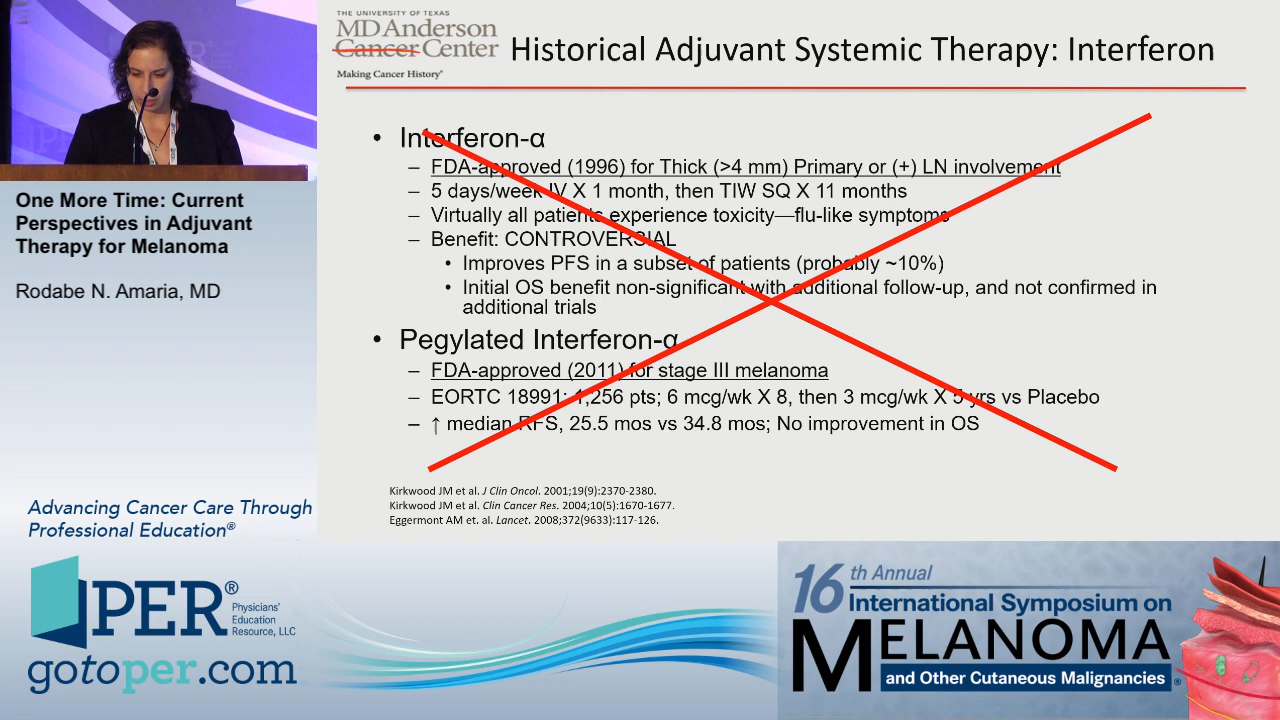 THE UNIVERSITY OF TEXAS
MD Anderson
Cancer Center
Making Cancer History®
Historical Adjuvant Systemic Therapy: Interferon
• Interferon-α
– FDA-approved (1996) for Thick (>4 mm) Primary or (+) LN involvement
– 5 days/week IV X 1 month, then TIW SQ X 11 months
– Virtually all patients experience toxicity—flu-like symptoms
– Benefit: CONTROVERSIAL
• Improves PFS in a subset of patients (probably ~10%)
• Initial OS benefit non-significant with additional follow-up, and not confirmed in
additional trials
• Pegylated Interferon-α
– FDA-approved (2011) for stage III melanoma
– EORTC 18991: 1,256 pts; 6 mcg/wk X 8, then 3 mcg/wk X 5 yrs vs Placebo
– ↑ median RFS, 25.5 mos vs 34.8 mos; No improvement in OS
Kirkwood JM et al. J Clin Oncol. 2001;19(9):2370-2380.
Kirkwood JM et al. Clin Cancer Res. 2004;10(5):1670-1677.
Eggermont AM et. al. Lancet. 2008;372(9633):117-126.
One More Time: Current
Perspectives in Adjuvant
Therapy for Melanoma
Rodabe N. Amaria, MD
Advancing Cancer Care Through
Professional Education®
PER®
Physicians'
Education
Resource, LLC
gotoper.com
16th Annual
International Symposium on
MELANOMA
and Other Cutaneous Malignancies®